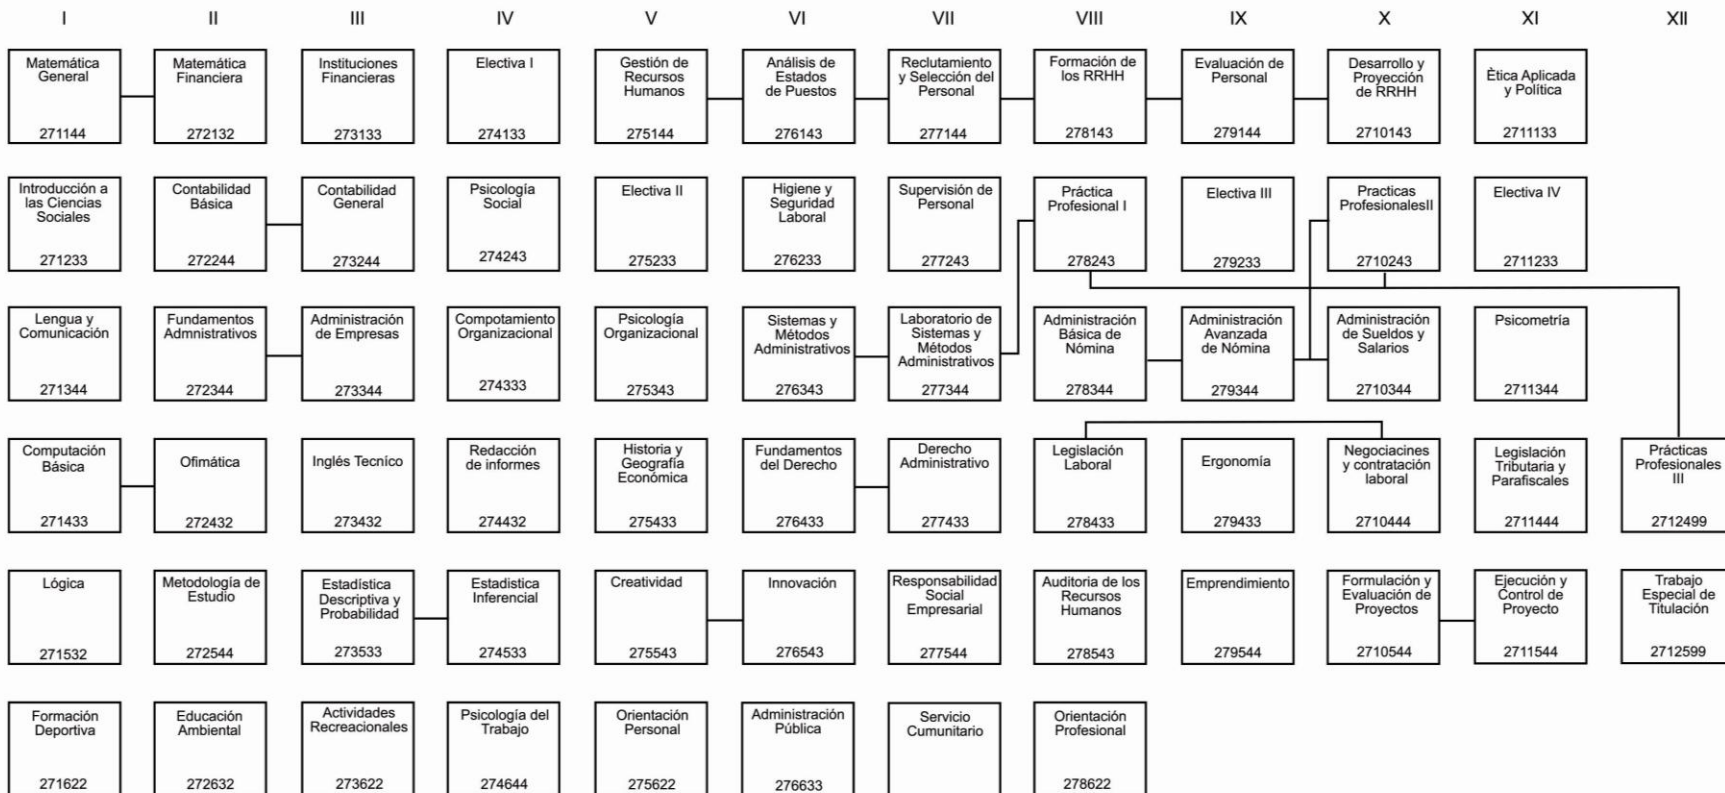 I II III IV V VI VII VIII IX X XI XII
Matemática
General
271144
Matemática
Financiera
272132
Instituciones
Financieras
273133
Electiva I
274133
Gestión de
Recursos
Humanos
275144
Análisis de
Estados
de Puestos
276143
Reclutamiento
y Selección del
Personal
277144
Formación de
los RRHH
278143
Evaluación de
Personal
279144
Desarrollo y
Proyección
de RRHH
2710143
Ètica Aplicada
y Política
2711133
Introducción a
las Ciencias
Sociales
271233
Contabilidad
Básica
272244
Contabilidad
General
273244
Psicología
Social
274243
Electiva II
275233
Higiene y
Seguridad
Laboral
276233
Supervisión de
Personal
277243
Práctica
Profesional I
278243
Electiva III
279233
Practicas
ProfesionalesII
2710243
Electiva IV
2711233
Lengua y
Comunicación
271344
Fundamentos
Admnistrativos
272344
Administración
de Empresas
273344
Compotamiento
Organizacional
274333
Psicología
Organizacional
275343
Sistemas y
Métodos
Administrativos
276343
Laboratorio de
Sistemas y
Métodos
Administrativos
277344
Administración
Básica de
Nómina
278344
Administración
Avanzada
de Nómina
279344
Administración
de Sueldos y
Salarios
2710344
Psicometría
2711344
Computación
Básica
271433
Ofimática
272432
Inglés Tecníco
273432
Redacción
de informes
274432
Historia y
Geografía
Económica
275433
Fundamentos
del Derecho
276433
Derecho
Administrativo
277433
Legislación
Laboral
278433
Ergonomía
279433
Negociacines
y contratación
laboral
2710444
Legislación
Tributaria y
Parafiscales
2711444
Prácticas
Profesionales
III
2712499
Lógica
271532
Metodología de
Estudio
272544
Estadística
Descriptiva y
Probabilidad
273533
Estadistica
Inferencial
274533
Creatividad
275543
Innovación
276543
Responsabilidad
Social
Empresarial
277544
Auditoria de los
Recursos
Humanos
278543
Emprendimiento
279544
Formulación y
Evaluación de
Proyectos
2710544
Ejecución y
Control de
Proyecto
2711544
Trabajo
Especial de
Titulación
2712599
Formación
Deportiva
271622
Educación
Ambiental
272632
Actividades
Recreacionales
273622
Psicología del
Trabajo
274644
Orientación
Personal
275622
Administración
Pública
276633
Servicio
Cumunitario
Orientación
Profesional
278622